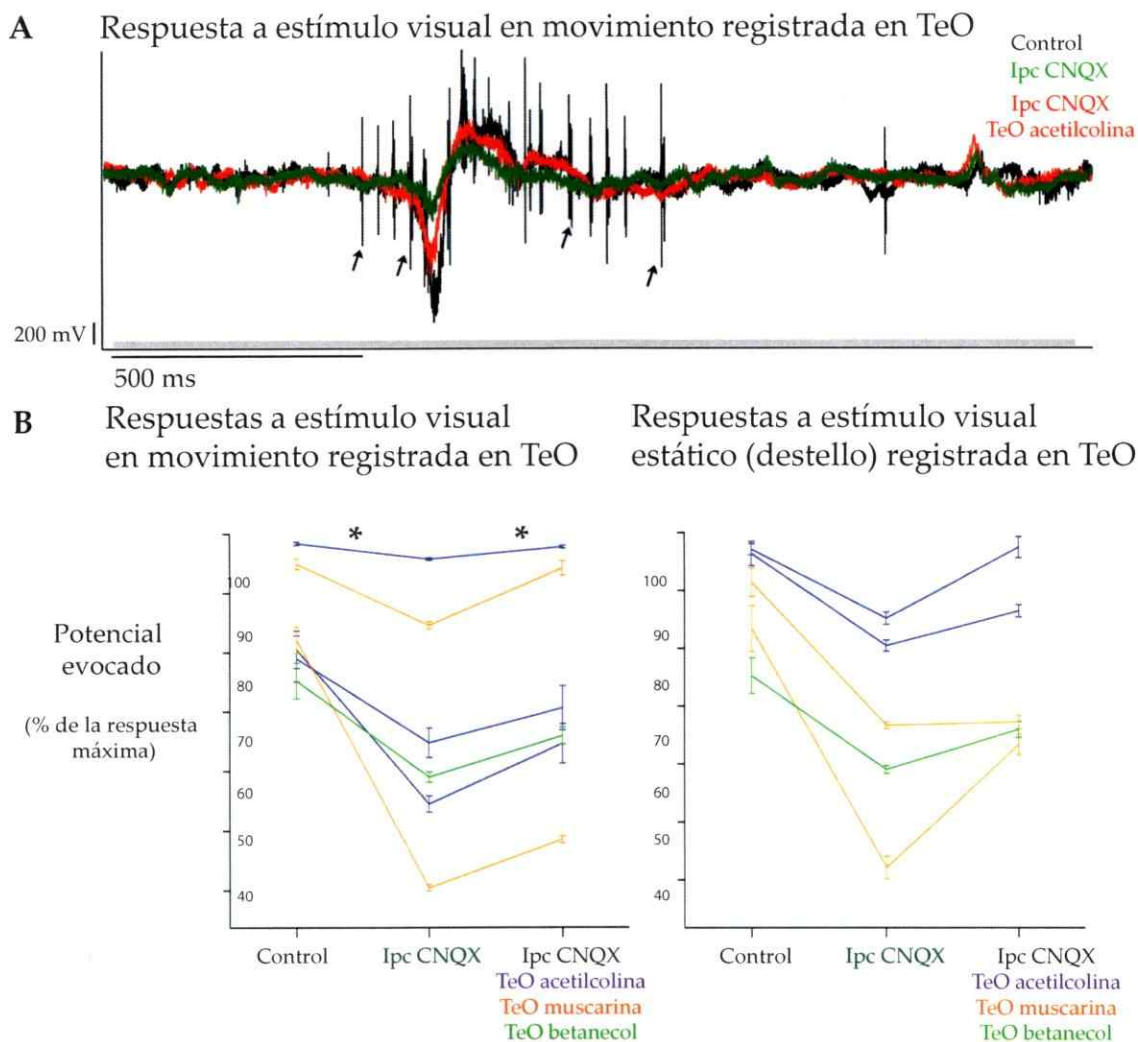 A
Respuesta a estímulo visual en movimiento registrada en TeO
Control
Ipc CNQX
Ipc CNQX
TeO acetilcolina
200 mV
500 ms
B
Respuestas a estímulo visual
en movimiento registrada en TeO
Respuestas a estímulo visual
estático (destello) registrada en TeO
Potencial
evocado
(% de la respuesta
máxima)
* *
100
90
80
70
60
50
40
Control
Ipc CNQX
Ipc CNQX
TeO acetilcolina
TeO muscarina
TeO betanecol
100
90
80
70
60
50
40
Control
Ipc CNQX
Ipc CNQX
TeO acetilcolina
TeO muscarina
TeO betanecol